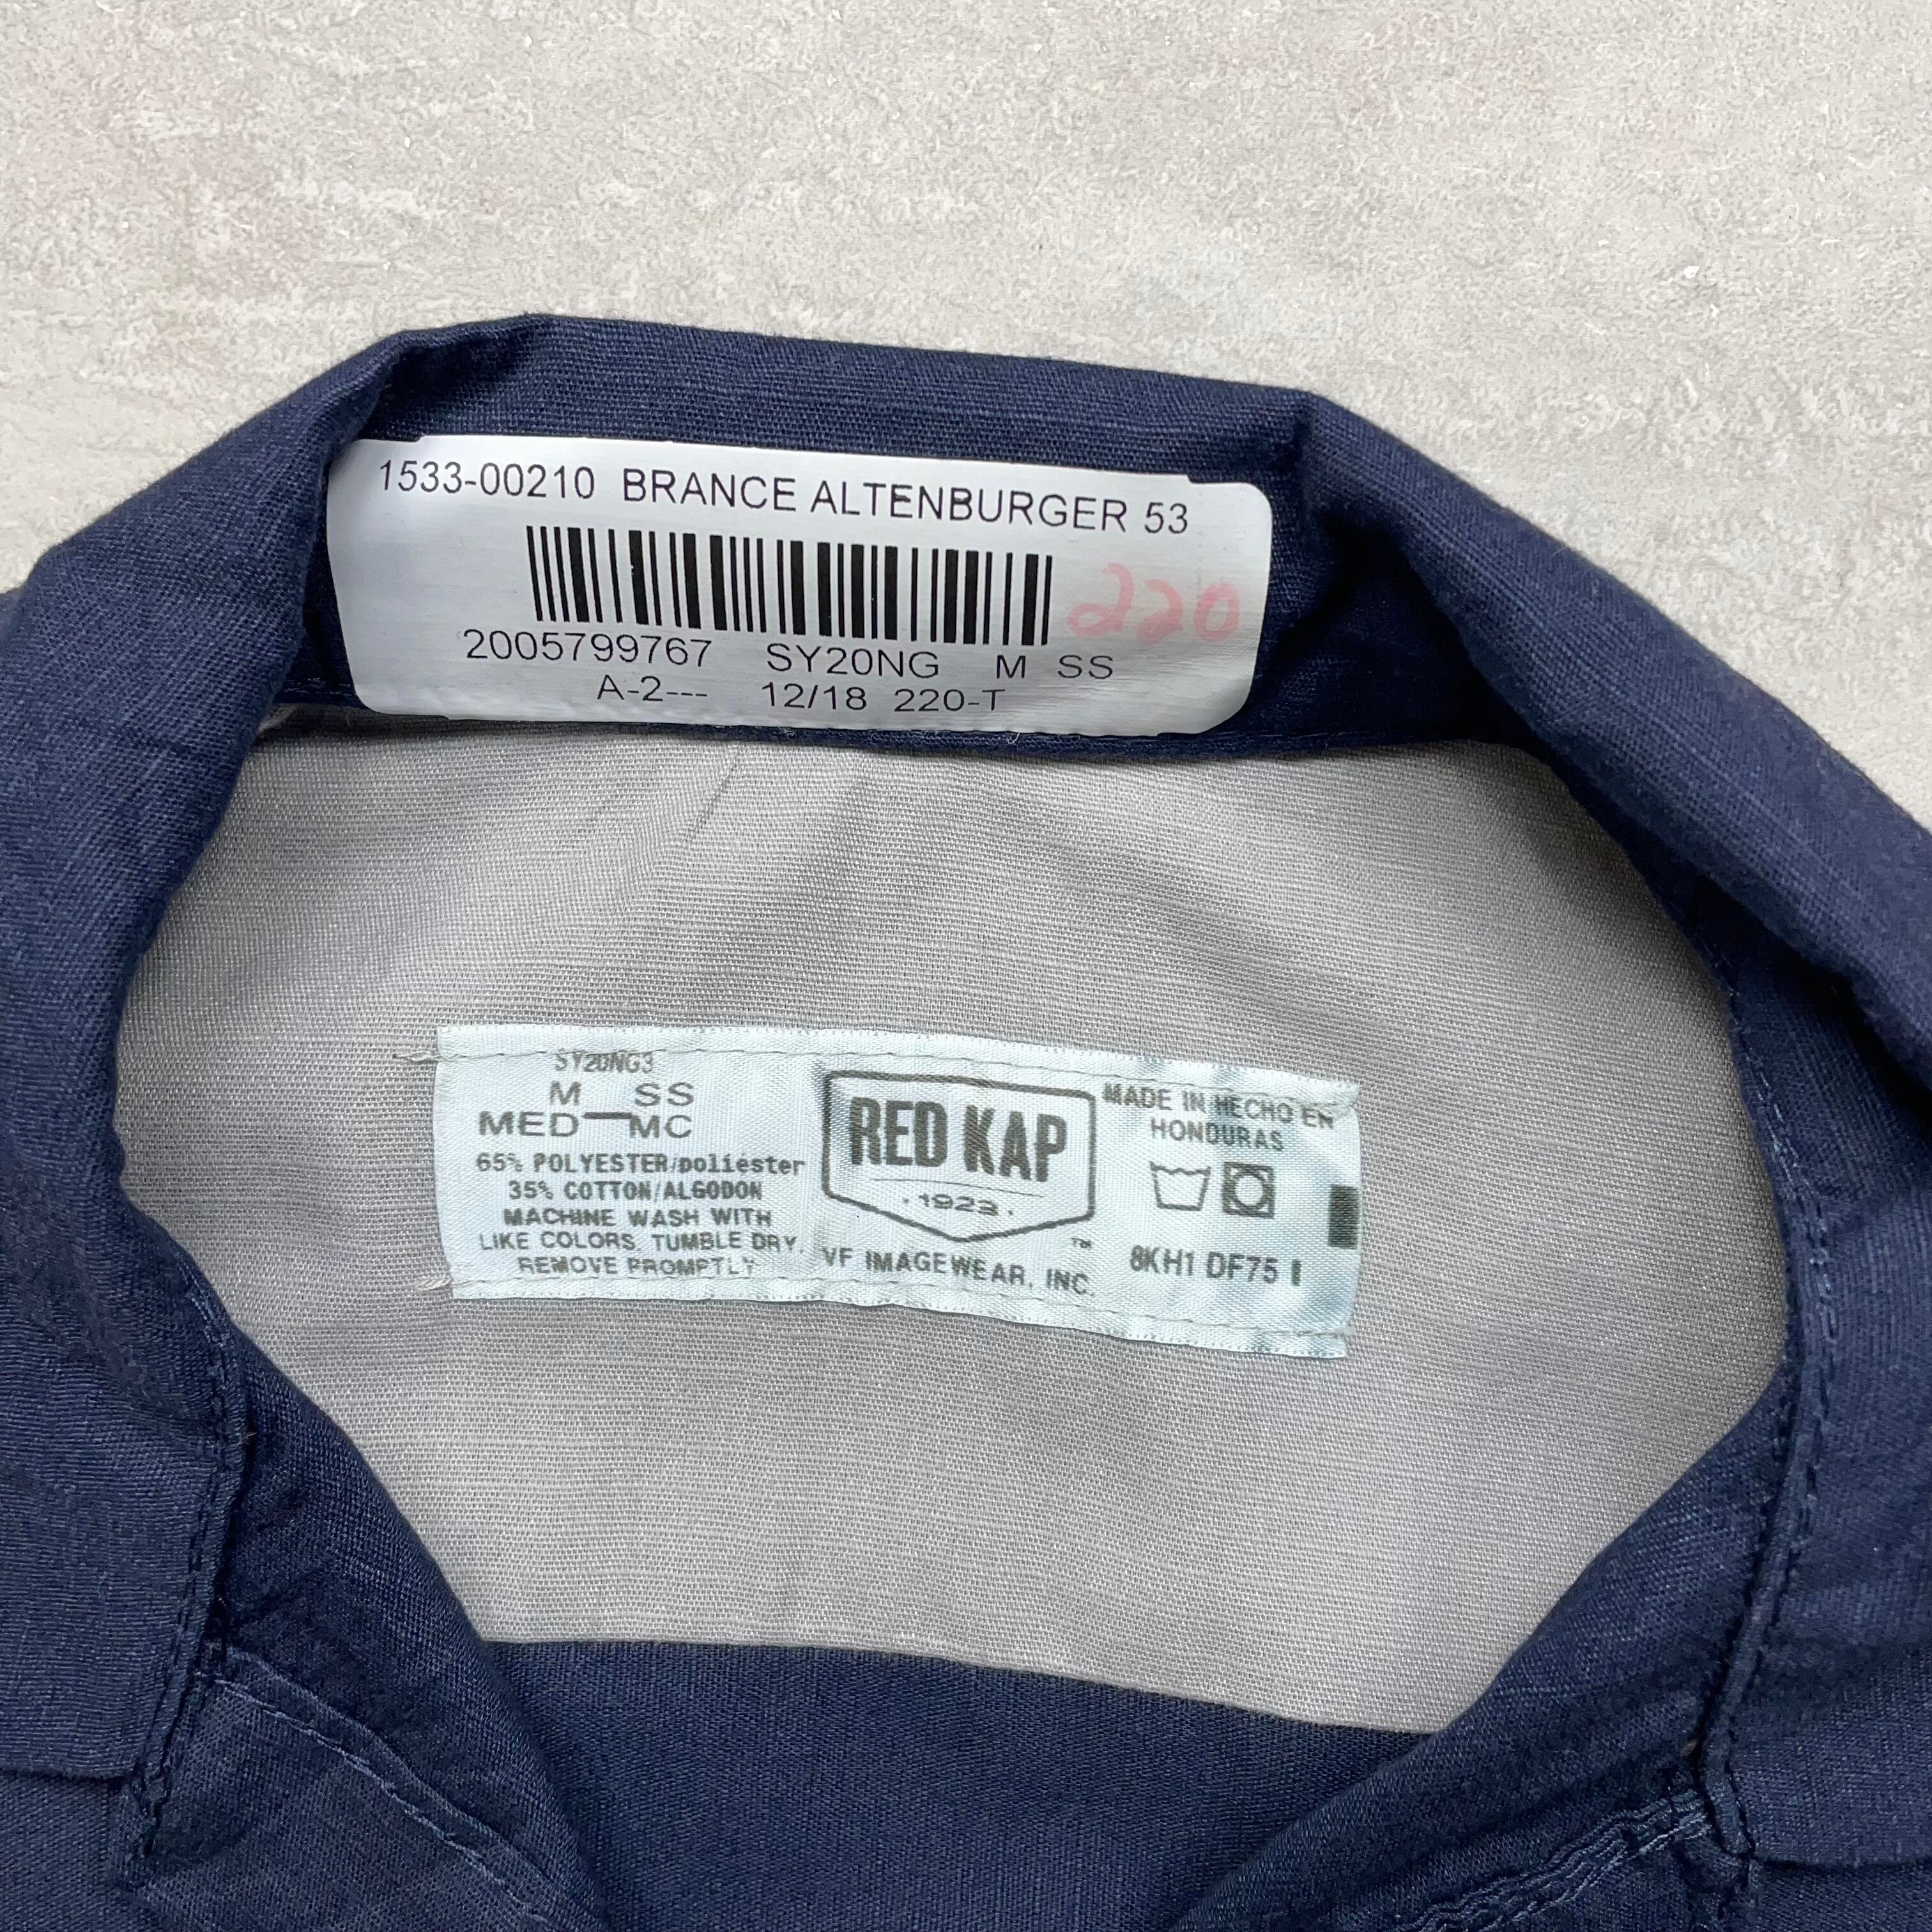 1533-00210 BRANCE ALTENBURGER 53
220
2005799767 SY20NG M SS
A-2--- 12/18 220-T
SY20NG3
M SS
MED MC
65% POLYESTER/poliéster
35% COTTON/ALGODON
MACHINE WASH WITH
LIKE COLORS. TUMBLE DRY.
REMOVE PROMPTLY
RED KAP
·1923·
TM
VF IMAGEWEAR, INC.
MADE IN HECHO EN
HONDURAS
8KH1 DF75 I